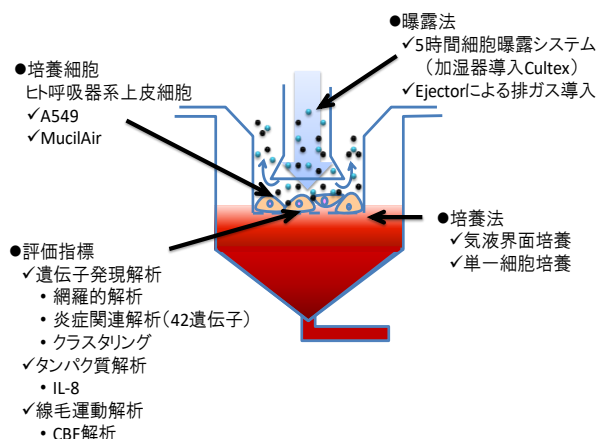 ●培養細胞
ヒト呼吸器系上皮細胞
✓A549
✓MucilAir
●曝露法
✓5時間細胞曝露システム
(加湿器導入Cultex)
✓Ejectorによる排ガス導入
●評価指標
✓遺伝子発現解析
• 網羅的解析
• 炎症関連解析(42遺伝子)
• クラスタリング
✓タンパク質解析
• IL-8
✓線毛運動解析
• CBF解析
●培養法
✓気液界面培養
✓単一細胞培養